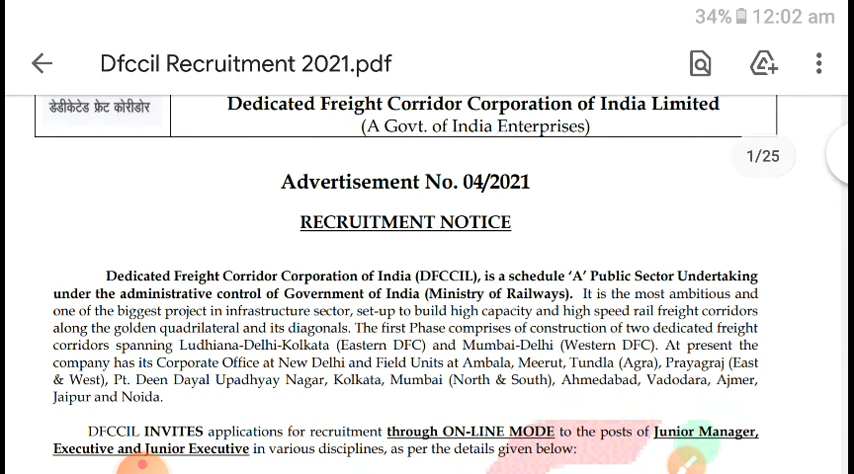 34% 12:02 am
Dfccil Recruitment 2021.pdf
डेडीकेटेड फ्रेट कोरीडोर
Dedicated Freight Corridor Corporation of India Limited
(A Govt. of India Enterprises)
1/25
Advertisement No. 04/2021
RECRUITMENT NOTICE
Dedicated Freight Corridor Corporation of India (DFCCIL), is a schedule ‘A’ Public Sector Undertaking
under the administrative control of Government of India (Ministry of Railways). It is the most ambitious and
one of the biggest project in infrastructure sector, set-up to build high capacity and high speed rail freight corridors
along the golden quadrilateral and its diagonals. The first Phase comprises of construction of two dedicated freight
corridors spanning Ludhiana-Delhi-Kolkata (Eastern DFC) and Mumbai-Delhi (Western DFC). At present the
company has its Corporate Office at New Delhi and Field Units at Ambala, Meerut, Tundla (Agra), Prayagraj (East
& West), Pt. Deen Dayal Upadhyay Nagar, Kolkata, Mumbai (North & South), Ahmedabad, Vadodara, Ajmer,
Jaipur and Noida.
DFCCIL INVITES applications for recruitment through ON-LINE MODE to the posts of Junior Manager,
Executive and Junior Executive in various disciplines, as per the details given below: